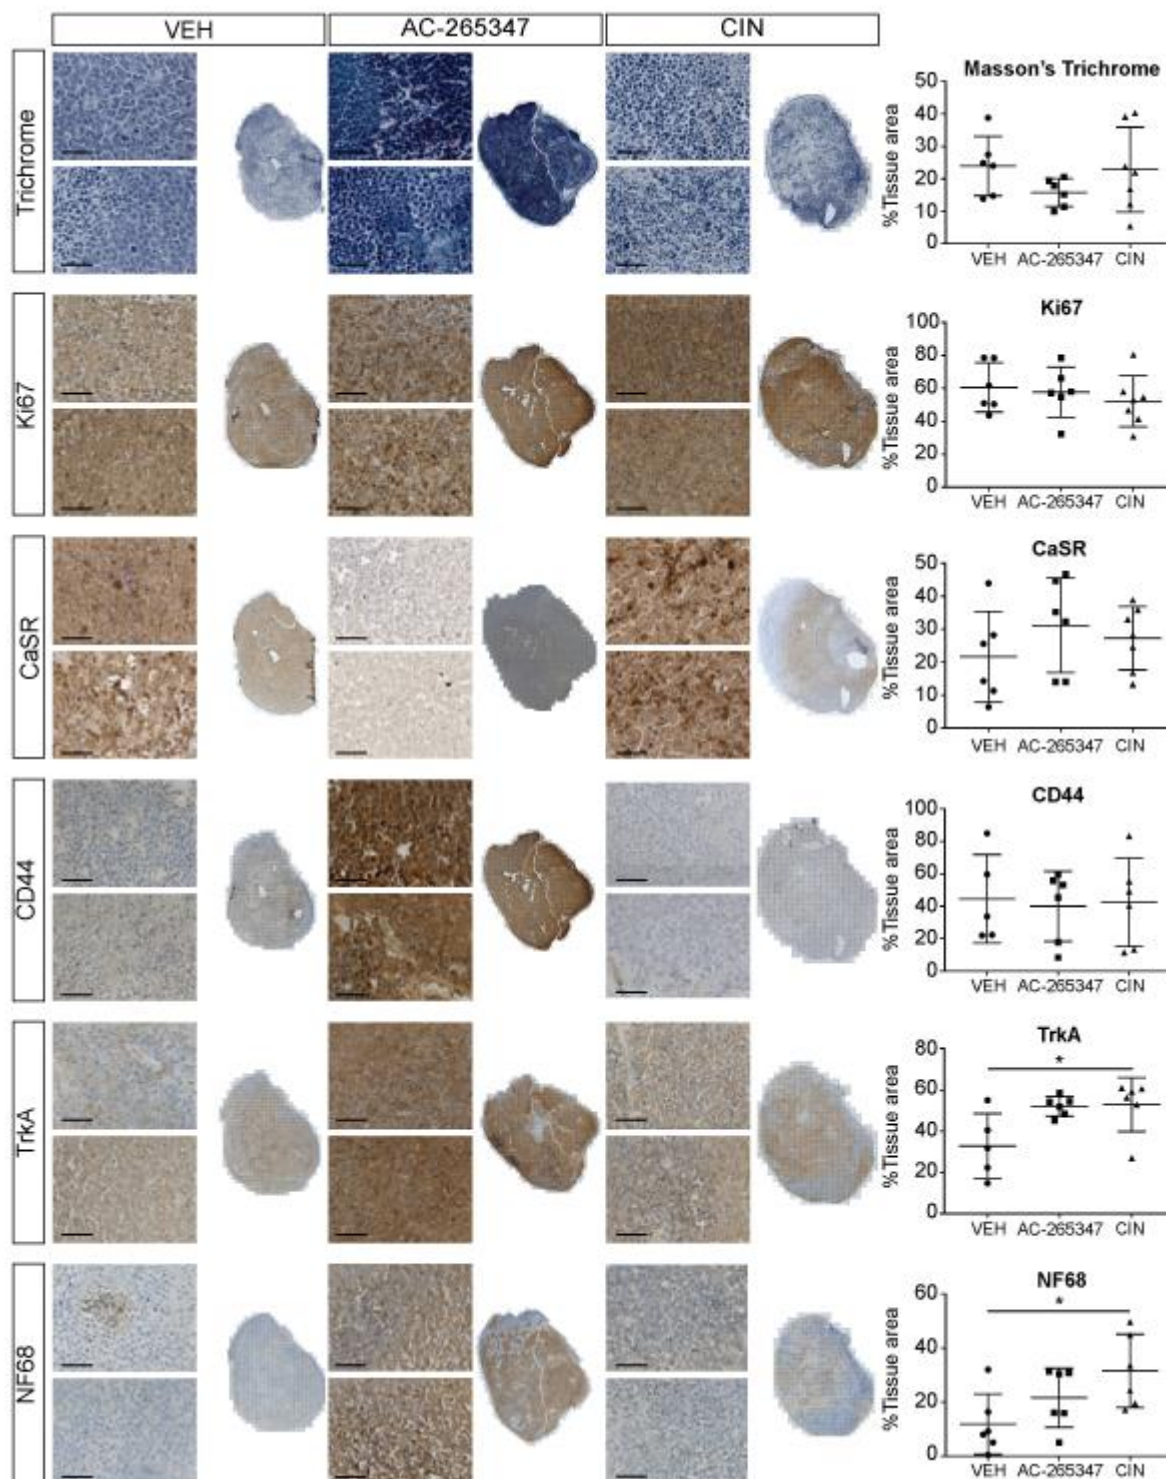 VEH AC-265347 CIN
Trichrome
Masson's Trichrome
%Tissue area
50
40
30
20
10
0
VEH AC-265347 CIN
Ki67
Ki67
%Tissue area
100
80
60
40
20
0
VEH AC-265347 CIN
CaSR
CaSR
%Tissue area
50
40
30
20
10
0
VEH AC-265347 CIN
CD44
CD44
%Tissue area
100
80
60
40
20
0
VEH AC-265347 CIN
TrkA
TrkA
%Tissue area
80
60
40
20
0
*
VEH AC-265347 CIN
NF68
NF68
%Tissue area
60
40
20
0
*
VEH AC-265347 CIN